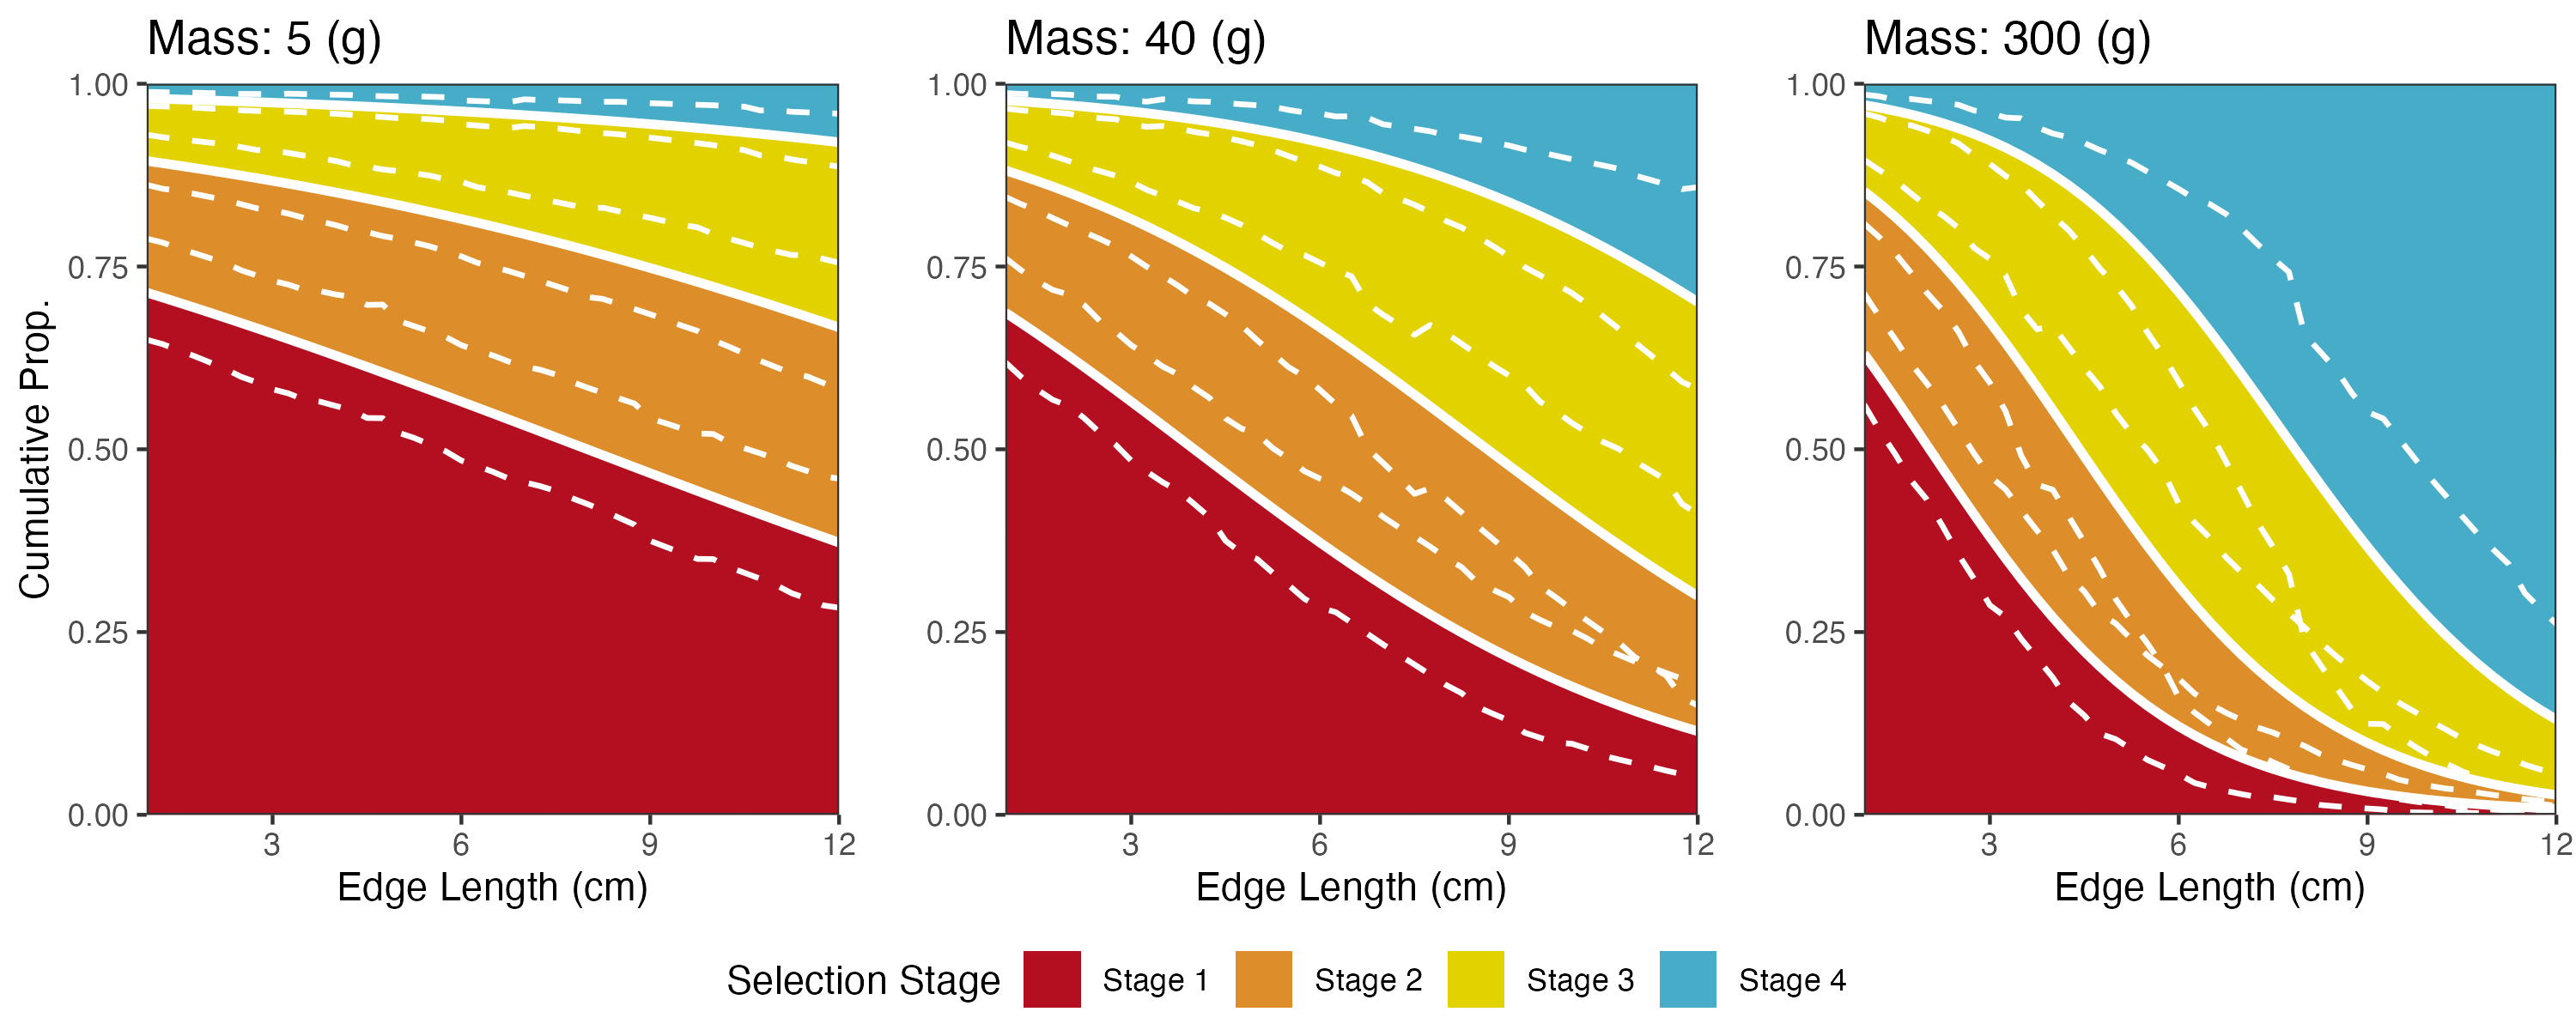 Mass: 5 (g)
Mass: 40 (g)
Mass: 300 (g)
Cumulative Prop.
1.00
0.75
0.50
0.25
0.00
3 6 9 12
Edge Length (cm)
1.00
0.75
0.50
0.25
0.00
3 6 9 12
Edge Length (cm)
1.00
0.75
0.50
0.25
0.00
3 6 9 12
Edge Length (cm)
Selection Stage Stage 1 Stage 2 Stage 3 Stage 4